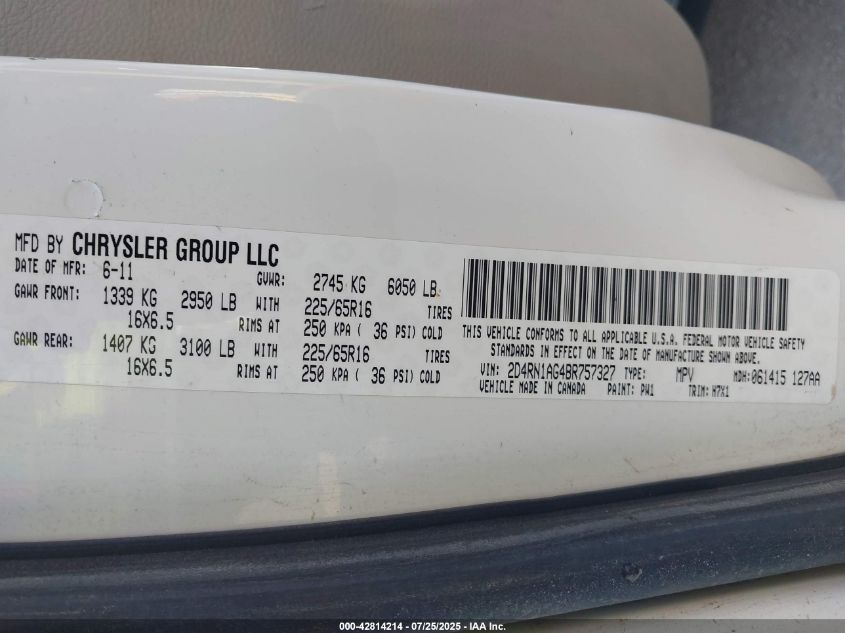 MFD BY CHRYSLER GROUP LLC
DATE OF MFR: 6-11 GVWR: 2745 KG 6050 LB
GAWR FRONT: 1339 KG 2950 LB WITH 225/65R16 TIRES
16X6.5 RIMS AT 250 KPA ( 36 PSI) COLD
GAWR REAR: 1407 KG 3100 LB WITH 225/65R16 TIRES
16X6.5 RIMS AT 250 KPA ( 36 PSI) COLD
THIS VEHICLE CONFORMS TO ALL APPLICABLE U.S.A. FEDERAL MOTOR VEHICLE SAFETY
STANDARDS IN EFFECT ON THE DATE OF MANUFACTURE SHOWN ABOVE.
VIN: 2D4RN1AG4BR757327 TYPE: MPV MDH: 061415 127AA
VEHICLE MADE IN CANADA PAINT: PW1 TRIM: H7X1
000-42814214 - 07/25/2025 - IAA Inc.